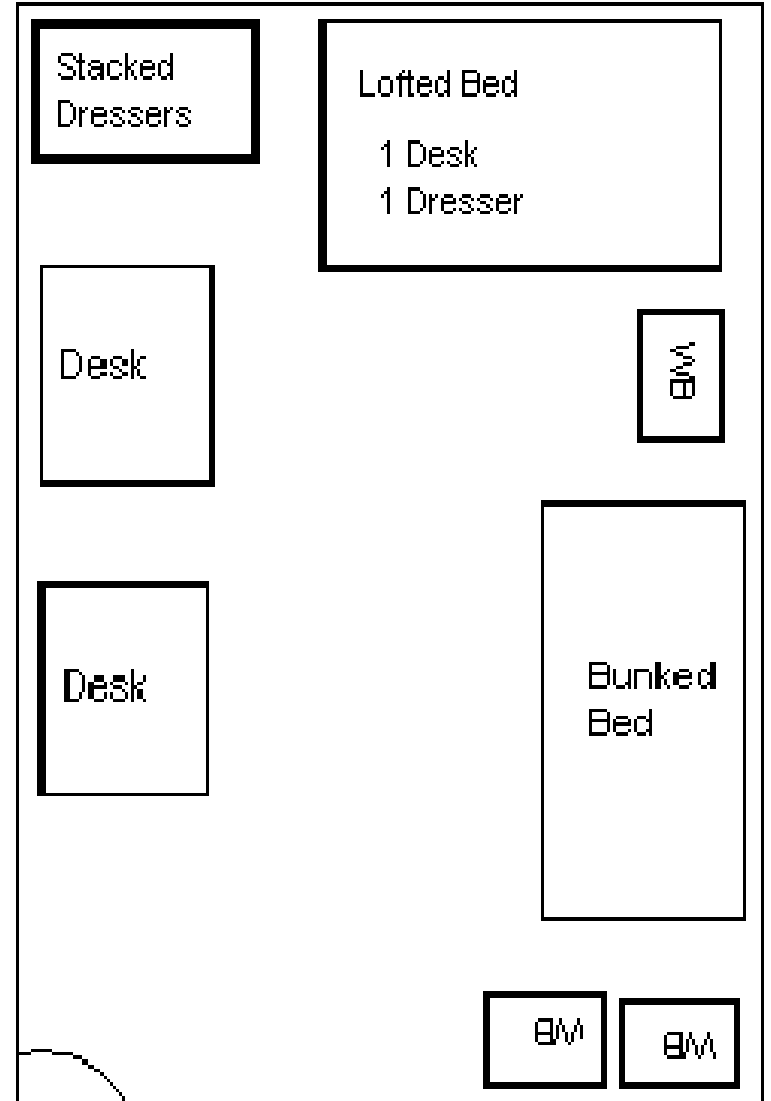 Stacked
Dressers
Lofted Bed
1 Desk
1 Dresser
Desk
WB
Desk
Bunked
Bed
WB
WB